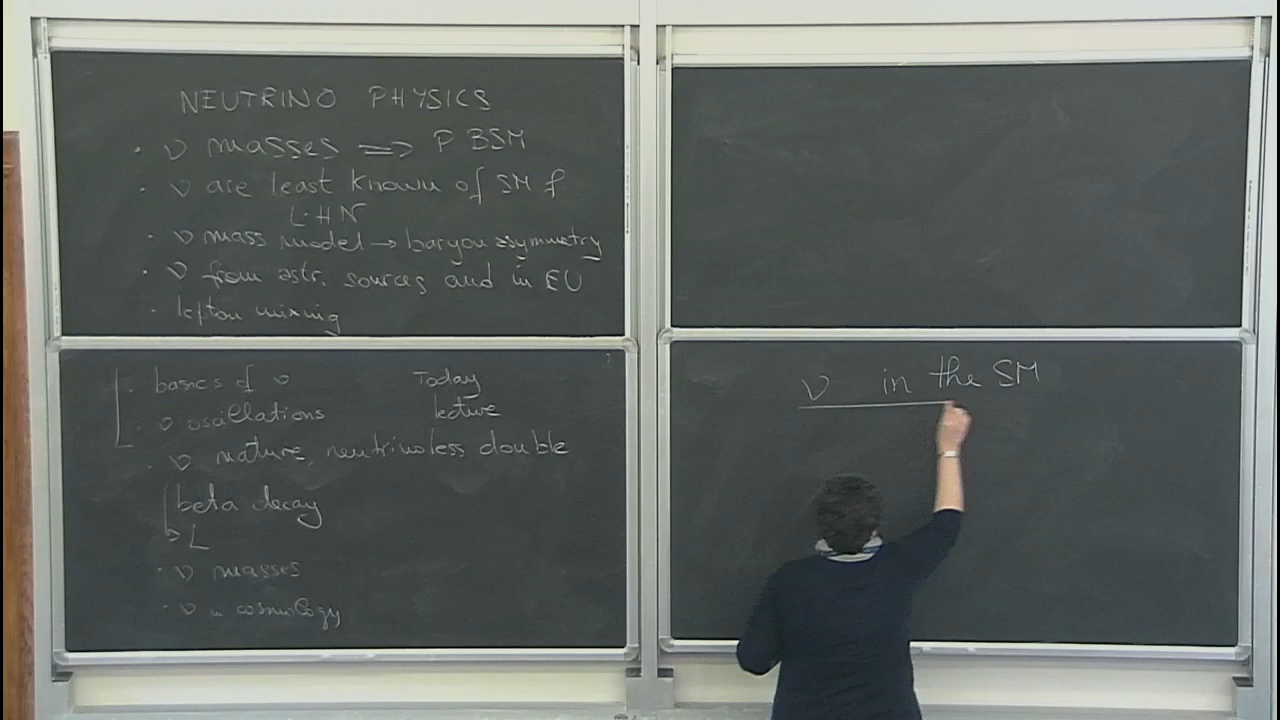 NEUTRINO PHYSICS
· ν masses => P BSM
· ν are least known of SM f
L·HN
· ν mass model → baryon asymmetry
· ν from astr. sources and in EU
· lepton mixing
· basics of ν Today
· ν oscillations lecture
· ν nature, neutrinoless double
beta decay
→ L
· ν masses
· ν in cosmology
ν in the SM